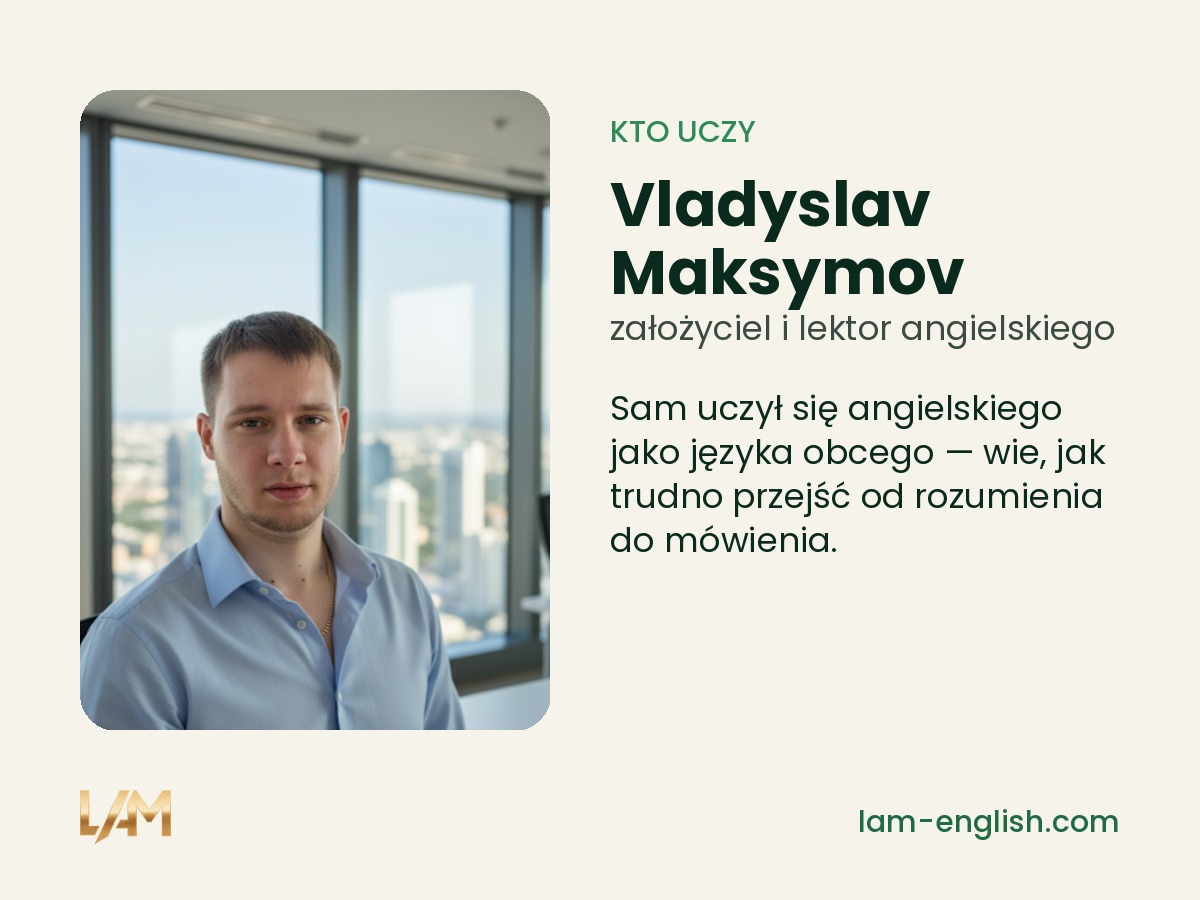 KTO UCZY
Vladyslav
Maksymov
założyciel i lektor angielskiego
Sam uczył się angielskiego
jako języka obcego — wie, jak
trudno przejść od rozumienia
do mówienia.
LAM
lam-english.com